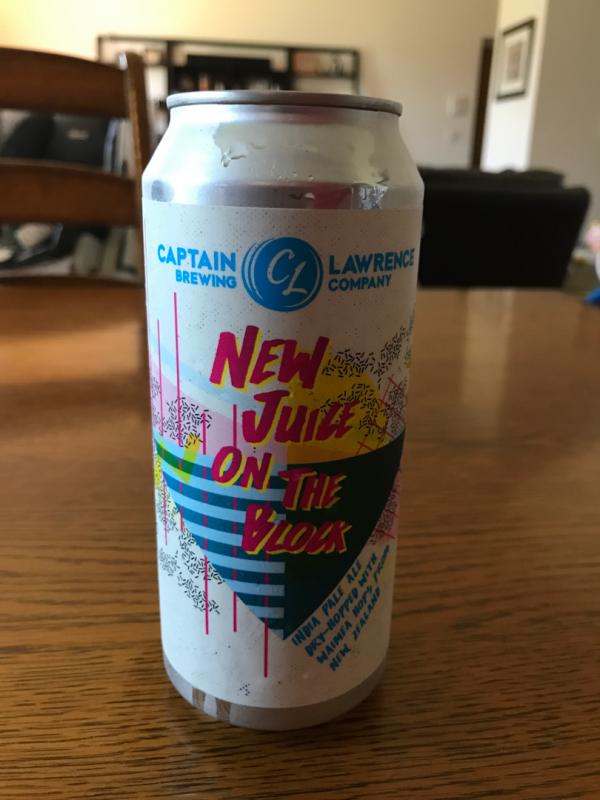 CAPTAIN LAWRENCE
BREWING COMPANY
CL
NEW
JUICE
ON THE
BLOCK
INDIA PALE ALE
DRY-HOPPED WITH
WAIMEA HOPS FROM
NEW ZEALAND